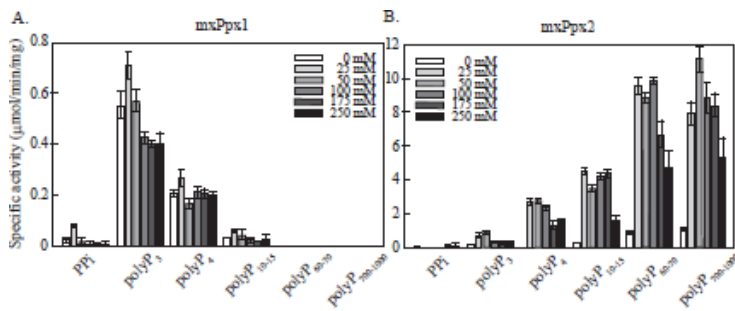 A.
mxPpx1
Specific activity (μmol/min/mg)
0.8
0.6
0.4
0.2
0
0 mM
25 mM
50 mM
100 mM
175 mM
250 mM
PPi
polyP3
polyP4
polyP10-15
polyP60-70
polyP700-1000
B.
mxPpx2
12
10
8
6
4
2
0
0 mM
25 mM
50 mM
100 mM
175 mM
250 mM
PPi
polyP3
polyP4
polyP10-15
polyP60-70
polyP700-1000